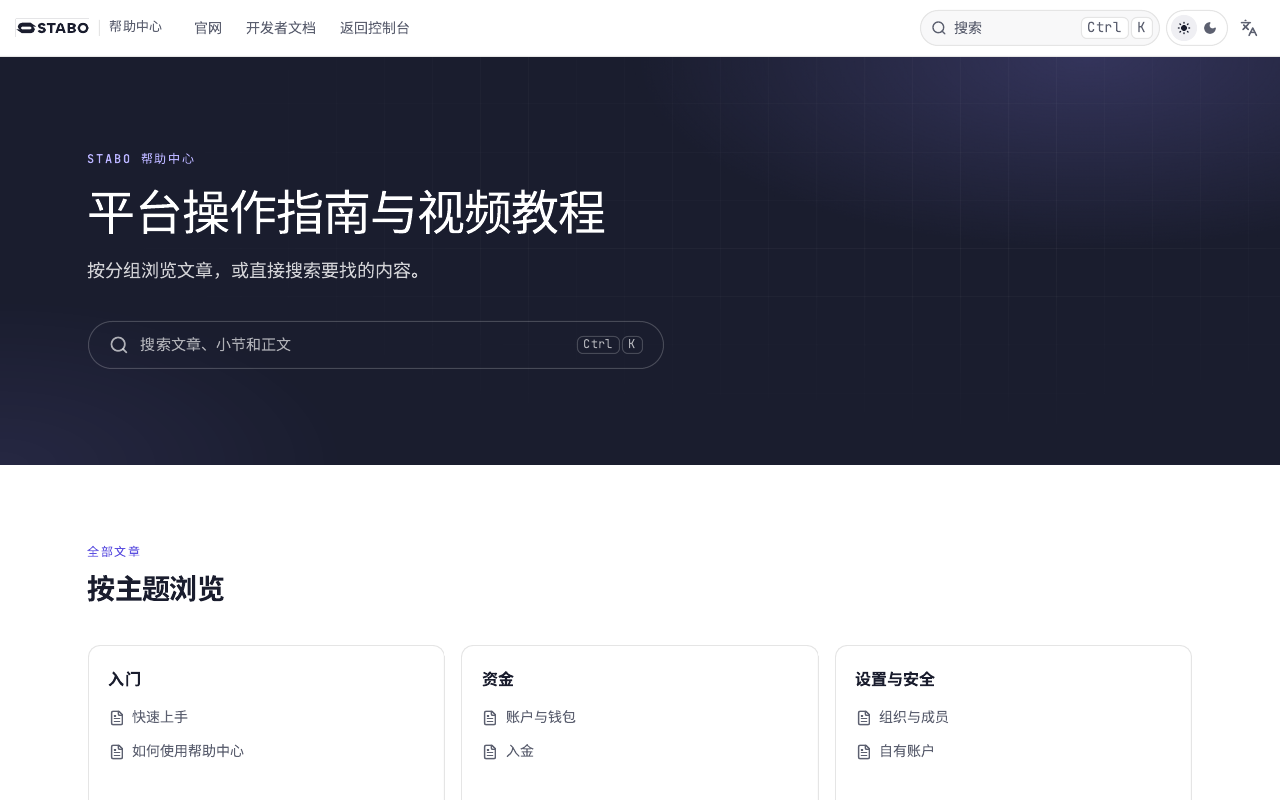 STABO 帮助中心 官网 开发者文档 返回控制台 搜索 Ctrl K
STABO 帮助中心
平台操作指南与视频教程
按分组浏览文章，或直接搜索要找的内容。
搜索文章、小节和正文 Ctrl K
全部文章
按主题浏览
入门
快速上手
如何使用帮助中心
资金
账户与钱包
入金
设置与安全
组织与成员
自有账户